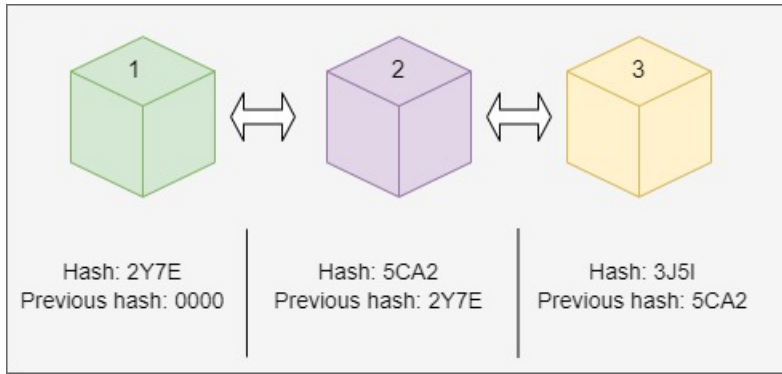 1
2
3
Hash: 2Y7E
Previous hash: 0000
Hash: 5CA2
Previous hash: 2Y7E
Hash: 3J5I
Previous hash: 5CA2